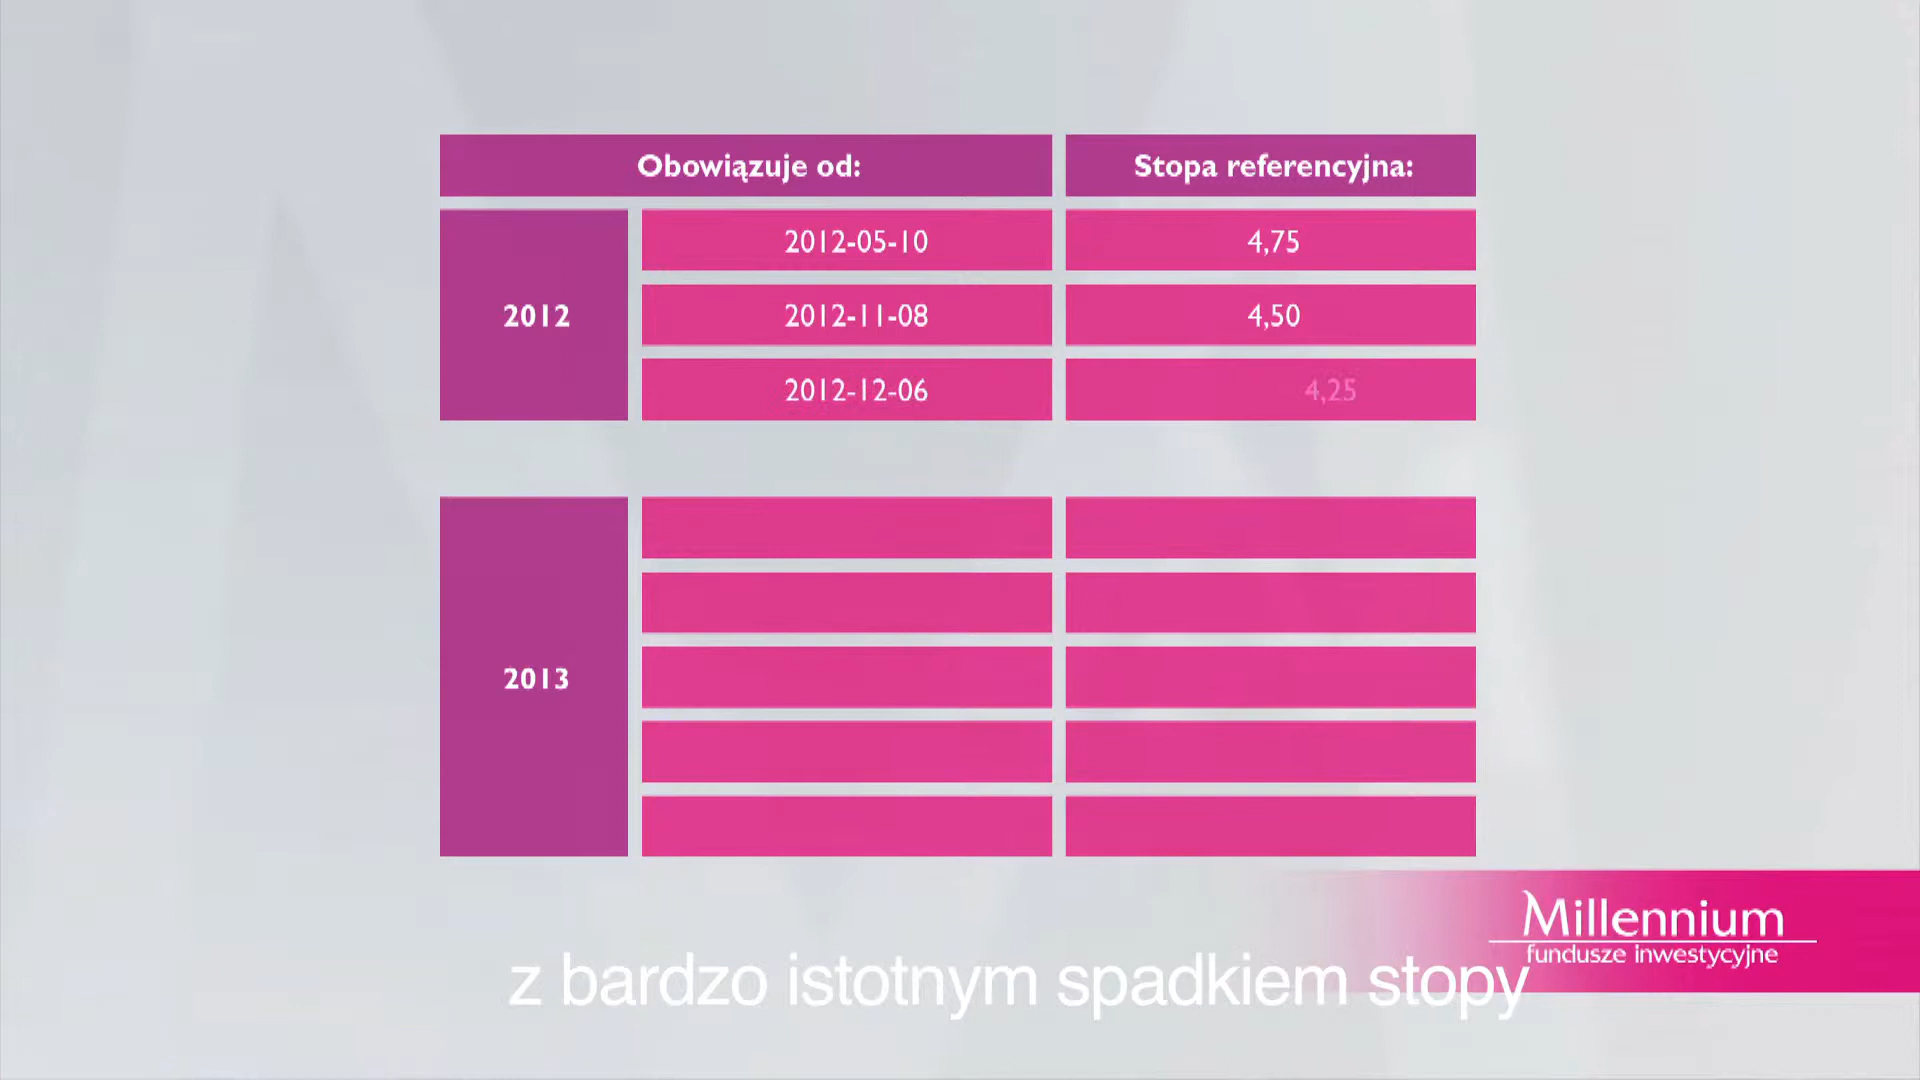 Obowiązuje od: Stopa referencyjna:
2012
2012-05-10 4,75
2012-11-08 4,50
2012-12-06 4,25
2013
Millennium
fundusze inwestycyjne
z bardzo istotnym spadkiem stopy